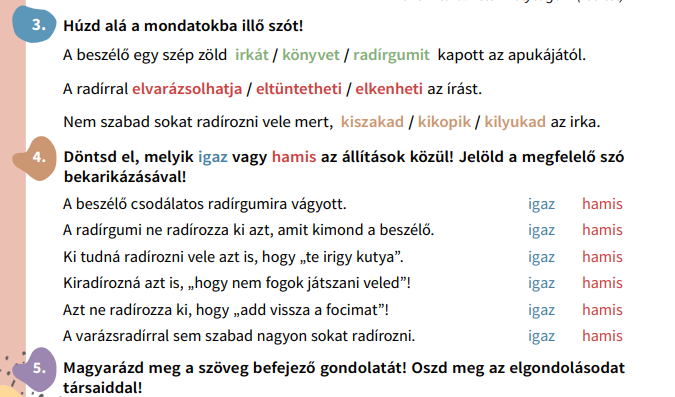 3. Húzd alá a mondatokba illő szót!
A beszélő egy szép zöld irkát / könyvet / radírgumit kapott az apukájától.
A radírral elvarázsolhatja / eltüntetheti / elkenheti az írást.
Nem szabad sokat radírozni vele mert, kiszakad / kikopik / kilyukad az irka.
4. Döntsd el, melyik igaz vagy hamis az állítások közül! Jelöld a megfelelő szó
bekarikázásával!
A beszélő csodálatos radírgumira vágyott. igaz hamis
A radírgumi ne radírozza ki azt, amit kimond a beszélő. igaz hamis
Ki tudná radírozni vele azt is, hogy „te irigy kutya”. igaz hamis
Kiradírozná azt is, „hogy nem fogok játszani veled”! igaz hamis
Azt ne radírozza ki, hogy „add vissza a focimat”! igaz hamis
A varázsradírral sem szabad nagyon sokat radírozni. igaz hamis
5. Magyarázd meg a szöveg befejező gondolatát! Oszd meg az elgondolásodat
társaiddal!